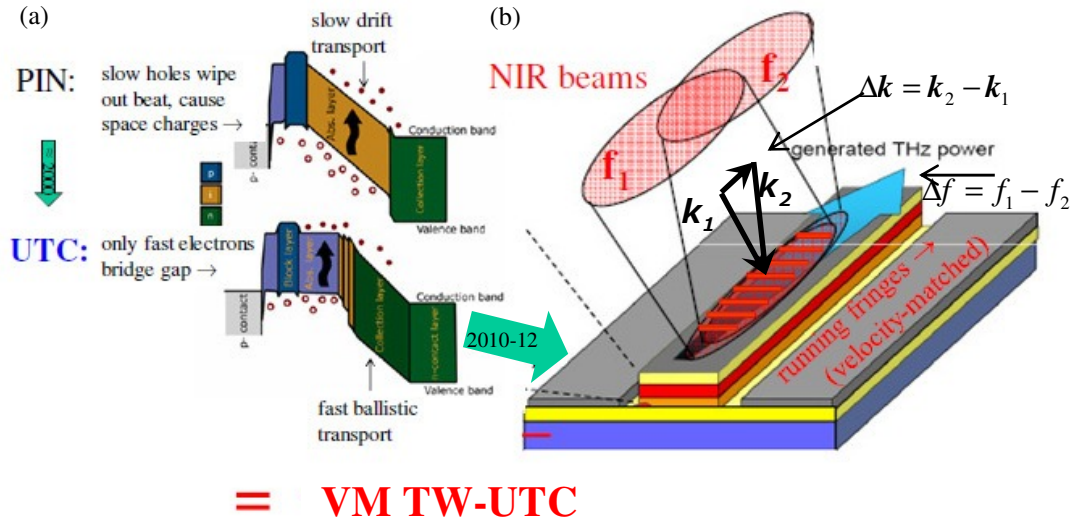 (a)
PIN:
slow holes wipe
out beat, cause
space charges →
slow drift
transport
Abs. layer
Conduction band
Collection layer
Valence band
p- contact
p
i
n
≈ 2000
UTC:
only fast electrons
bridge gap →
Block layer
Abs. layer
p- contact
Collection layer
Conduction band
n-contact layer
Valence band
fast ballistic
transport
2010-12
(b)
NIR beams
f₂
f₁
Δk = k₂ − k₁
generated THz power
Δf = f₁ − f₂
k₁
k₂
running fringes →
(velocity-matched)
= VM TW-UTC